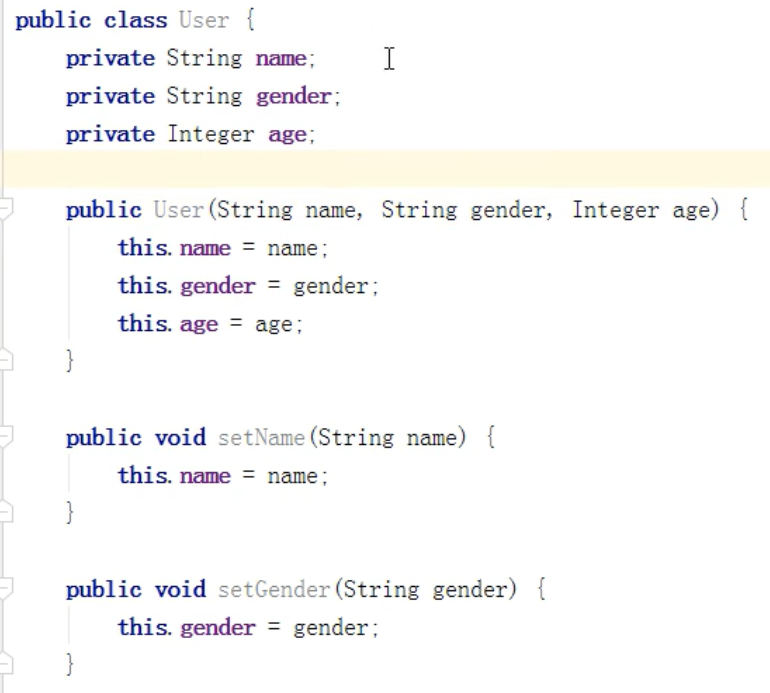 public class User {
private String name;
private String gender;
private Integer age;
public User(String name, String gender, Integer age) {
this.name = name;
this.gender = gender;
this.age = age;
}
public void setName(String name) {
this.name = name;
}
public void setGender(String gender) {
this.gender = gender;
}